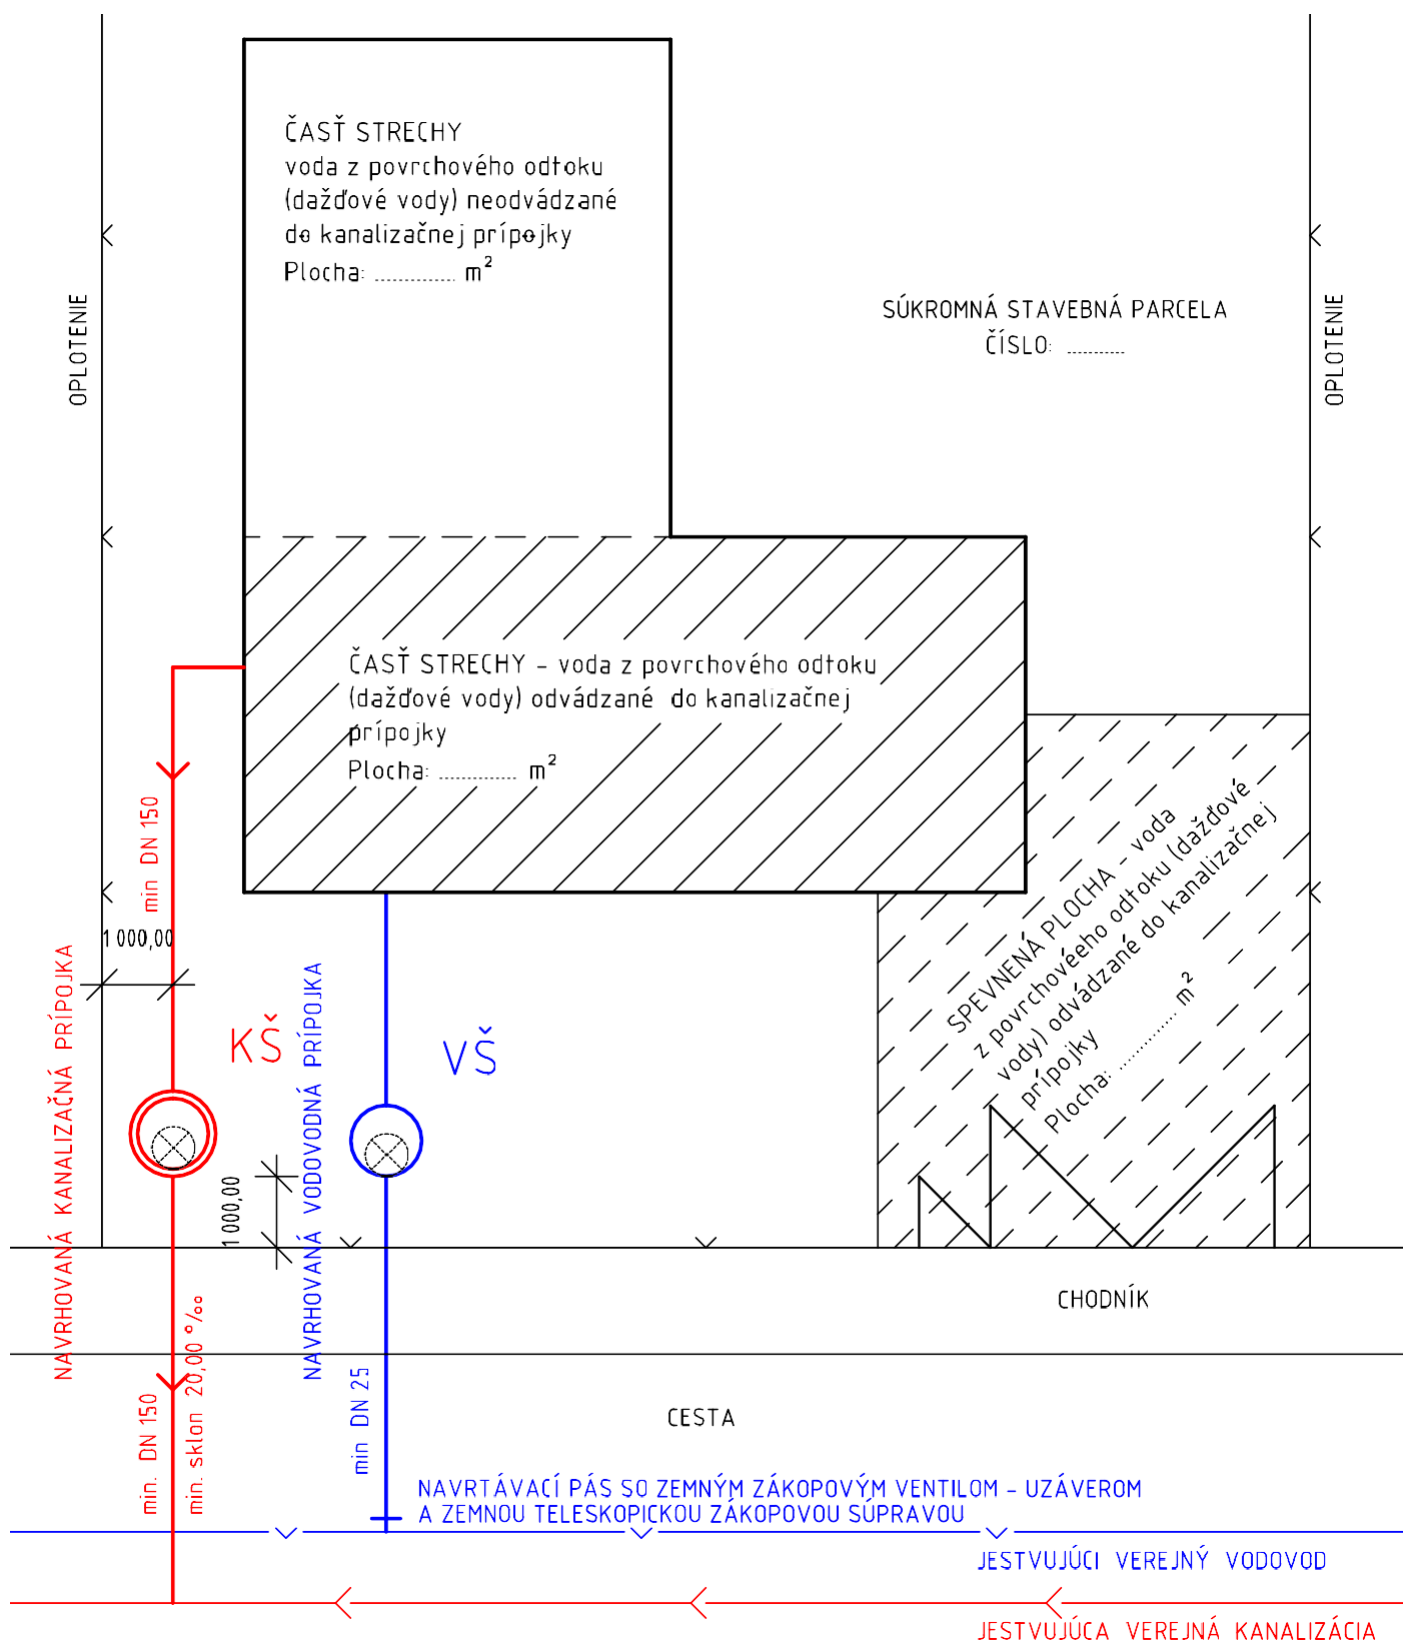 ČASŤ STRECHY
voda z povrchového odtoku
(dažďové vody) neodvádzané
do kanalizačnej prípojky
Plocha: ............ m²
SÚKROMNÁ STAVEBNÁ PARCELA
ČÍSLO: ..........
OPLOTENIE
OPLOTENIE
ČASŤ STRECHY - voda z povrchového odtoku
(dažďové vody) odvádzané do kanalizačnej
prípojky
Plocha: ............ m²
SPEVNENÁ PLOCHA - voda
z povrchovéeho odtoku (dažďové
vody) odvádzané do kanalizačnej
prípojky
Plocha: ............ m²
min DN 150
1 000,00
NAVRHOVANÁ KANALIZAČNÁ PRÍPOJKA
KŠ
NAVRHOVANÁ VODOVODNÁ PRÍPOJKA
VŠ
1 000,00
CHODNÍK
min. DN 150
min. sklon 20,00 °/oo
min DN 25
CESTA
NAVRTÁVACÍ PÁS SO ZEMNÝM ZÁKOPOVÝM VENTILOM - UZÁVEROM
A ZEMNOU TELESKOPICKOU ZÁKOPOVOU SÚPRAVOU
JESTVUJÚCI VEREJNÝ VODOVOD
JESTVUJÚCA VEREJNÁ KANALIZÁCIA